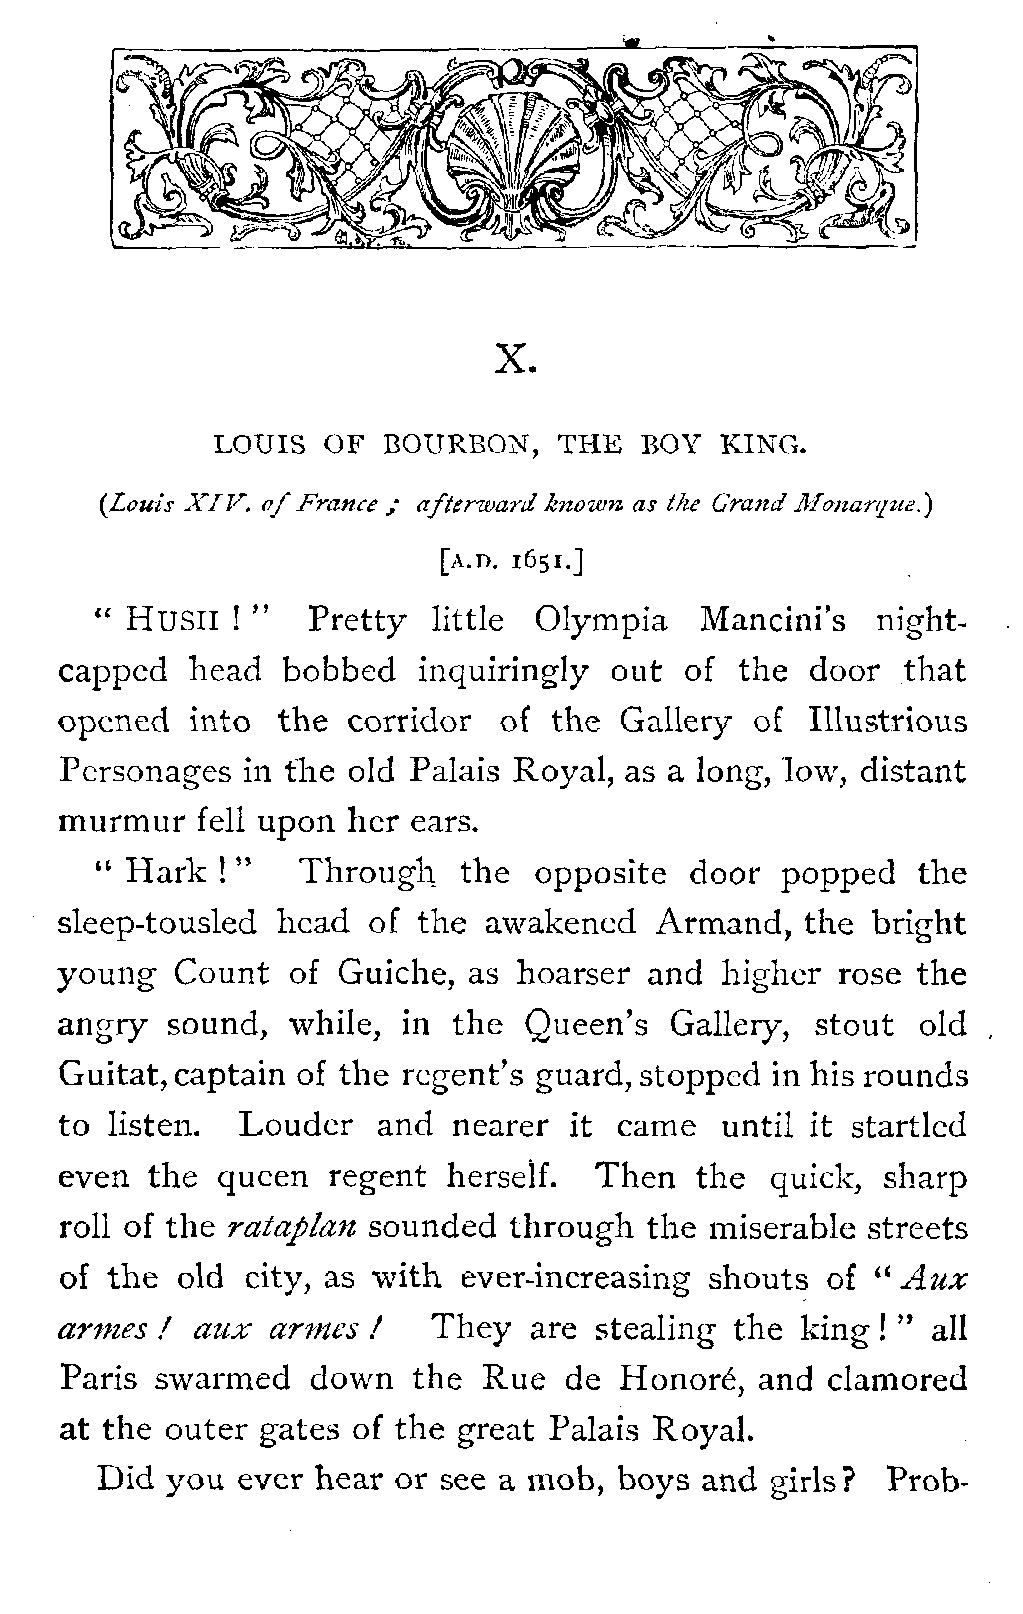 X.
LOUIS OF BOURBON, THE BOY KING.
(Louis XIV. of France ; afterward known as the Grand Monarque.)
[A.D. 1651.]
“ HUSH ! ” Pretty little Olympia Mancini’s night-
capped head bobbed inquiringly out of the door that
opened into the corridor of the Gallery of Illustrious
Personages in the old Palais Royal, as a long, low, distant
murmur fell upon her ears.
“ Hark ! ” Through the opposite door popped the
sleep-tousled head of the awakened Armand, the bright
young Count of Guiche, as hoarser and higher rose the
angry sound, while, in the Queen’s Gallery, stout old
Guitat, captain of the regent’s guard, stopped in his rounds
to listen. Louder and nearer it came until it startled
even the queen regent herself. Then the quick, sharp
roll of the rataplan sounded through the miserable streets
of the old city, as with ever-increasing shouts of “ Aux
armes ! aux armes ! They are stealing the king ! ” all
Paris swarmed down the Rue de Honoré, and clamored
at the outer gates of the great Palais Royal.
Did you ever hear or see a mob, boys and girls ? Prob-